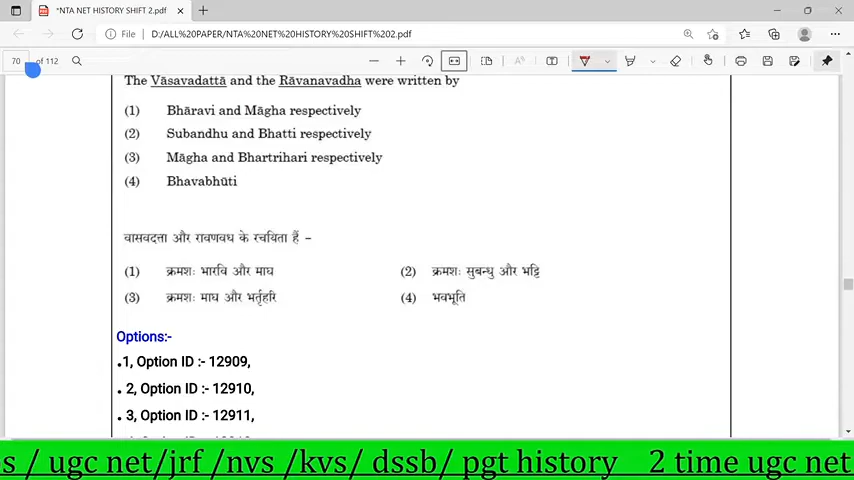 *NTA NET HISTORY SHIFT 2.pdf
File
D:/ALL%20PAPER/NTA%20NET%20HISTORY%20SHIFT%202.pdf
70 of 112
The Vāsavadattā and the Rāvanavadha were written by
(1) Bhāravi and Māgha respectively
(2) Subandhu and Bhatti respectively
(3) Māgha and Bhartrihari respectively
(4) Bhavabhūti
वासवदत्ता और रावणवध के रचयिता हैं –
(1) क्रमशः भारवि और माघ (2) क्रमशः सुबन्धु और भट्टि
(3) क्रमशः माघ और भर्तृहरि (4) भवभूति
Options:-
.1, Option ID :- 12909,
. 2, Option ID :- 12910,
. 3, Option ID :- 12911,
s / ugc net/jrf /nvs /kvs/ dssb/ pgt history 2 time ugc net